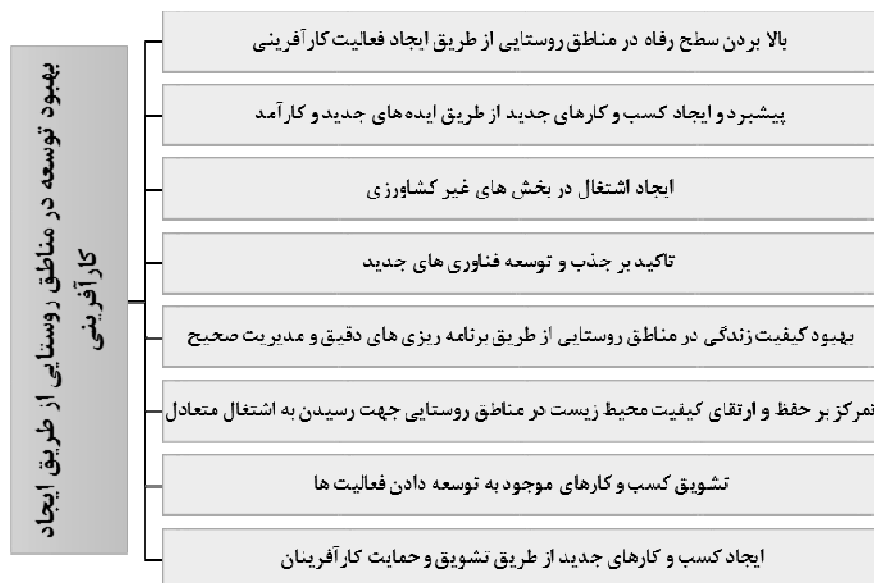 بهبود توسعه در مناطق روستایی از طریق ایجاد
کارآفرینی
بالا بردن سطح رفاه در مناطق روستایی از طریق ایجاد فعالیت کارآفرینی
پیشبرد و ایجاد کسب و کارهای جدید از طریق ایده‌های جدید و کارآمد
ایجاد اشتغال در بخش های غیر کشاورزی
تاکید بر جذب و توسعه فناوری های جدید
بهبود کیفیت زندگی در مناطق روستایی از طریق برنامه ریزی های دقیق و مدیریت صحیح
تمرکز بر حفظ و ارتقای کیفیت محیط زیست در مناطق روستایی جهت رسیدن به اشتغال متعادل
تشویق کسب و کارهای موجود به توسعه دادن فعالیت ها
ایجاد کسب و کارهای جدید از طریق تشویق و حمایت کارآفرینان